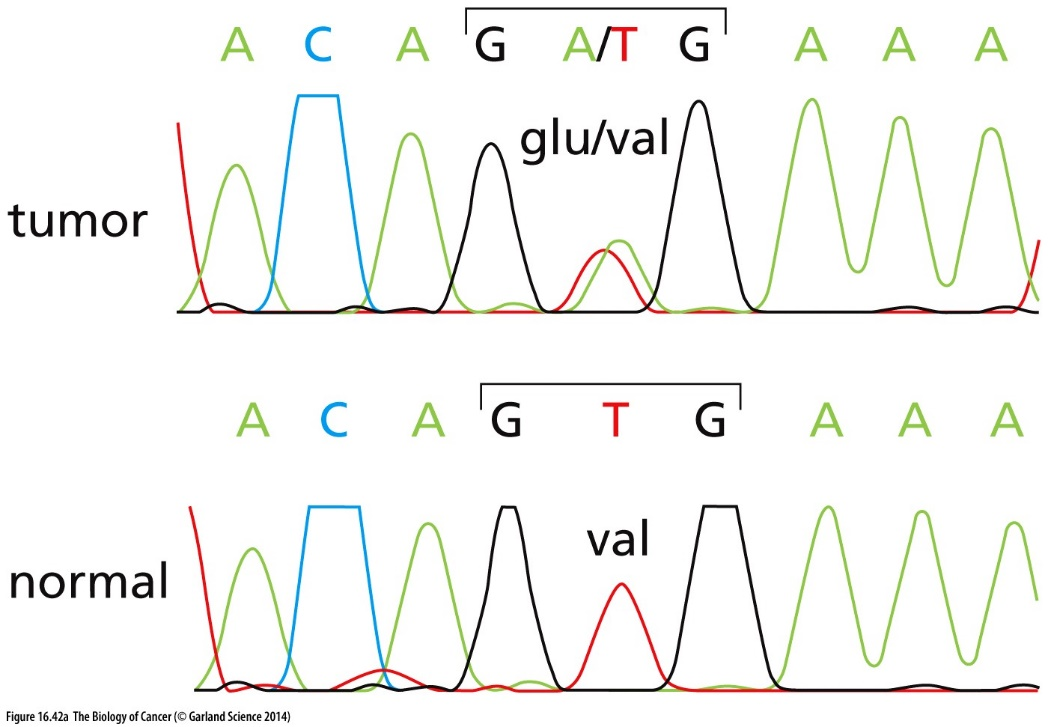 A C A G A/T G A A A
glu/val
tumor
A C A G T G A A A
val
normal
Figure 16.42a The Biology of Cancer (© Garland Science 2014)